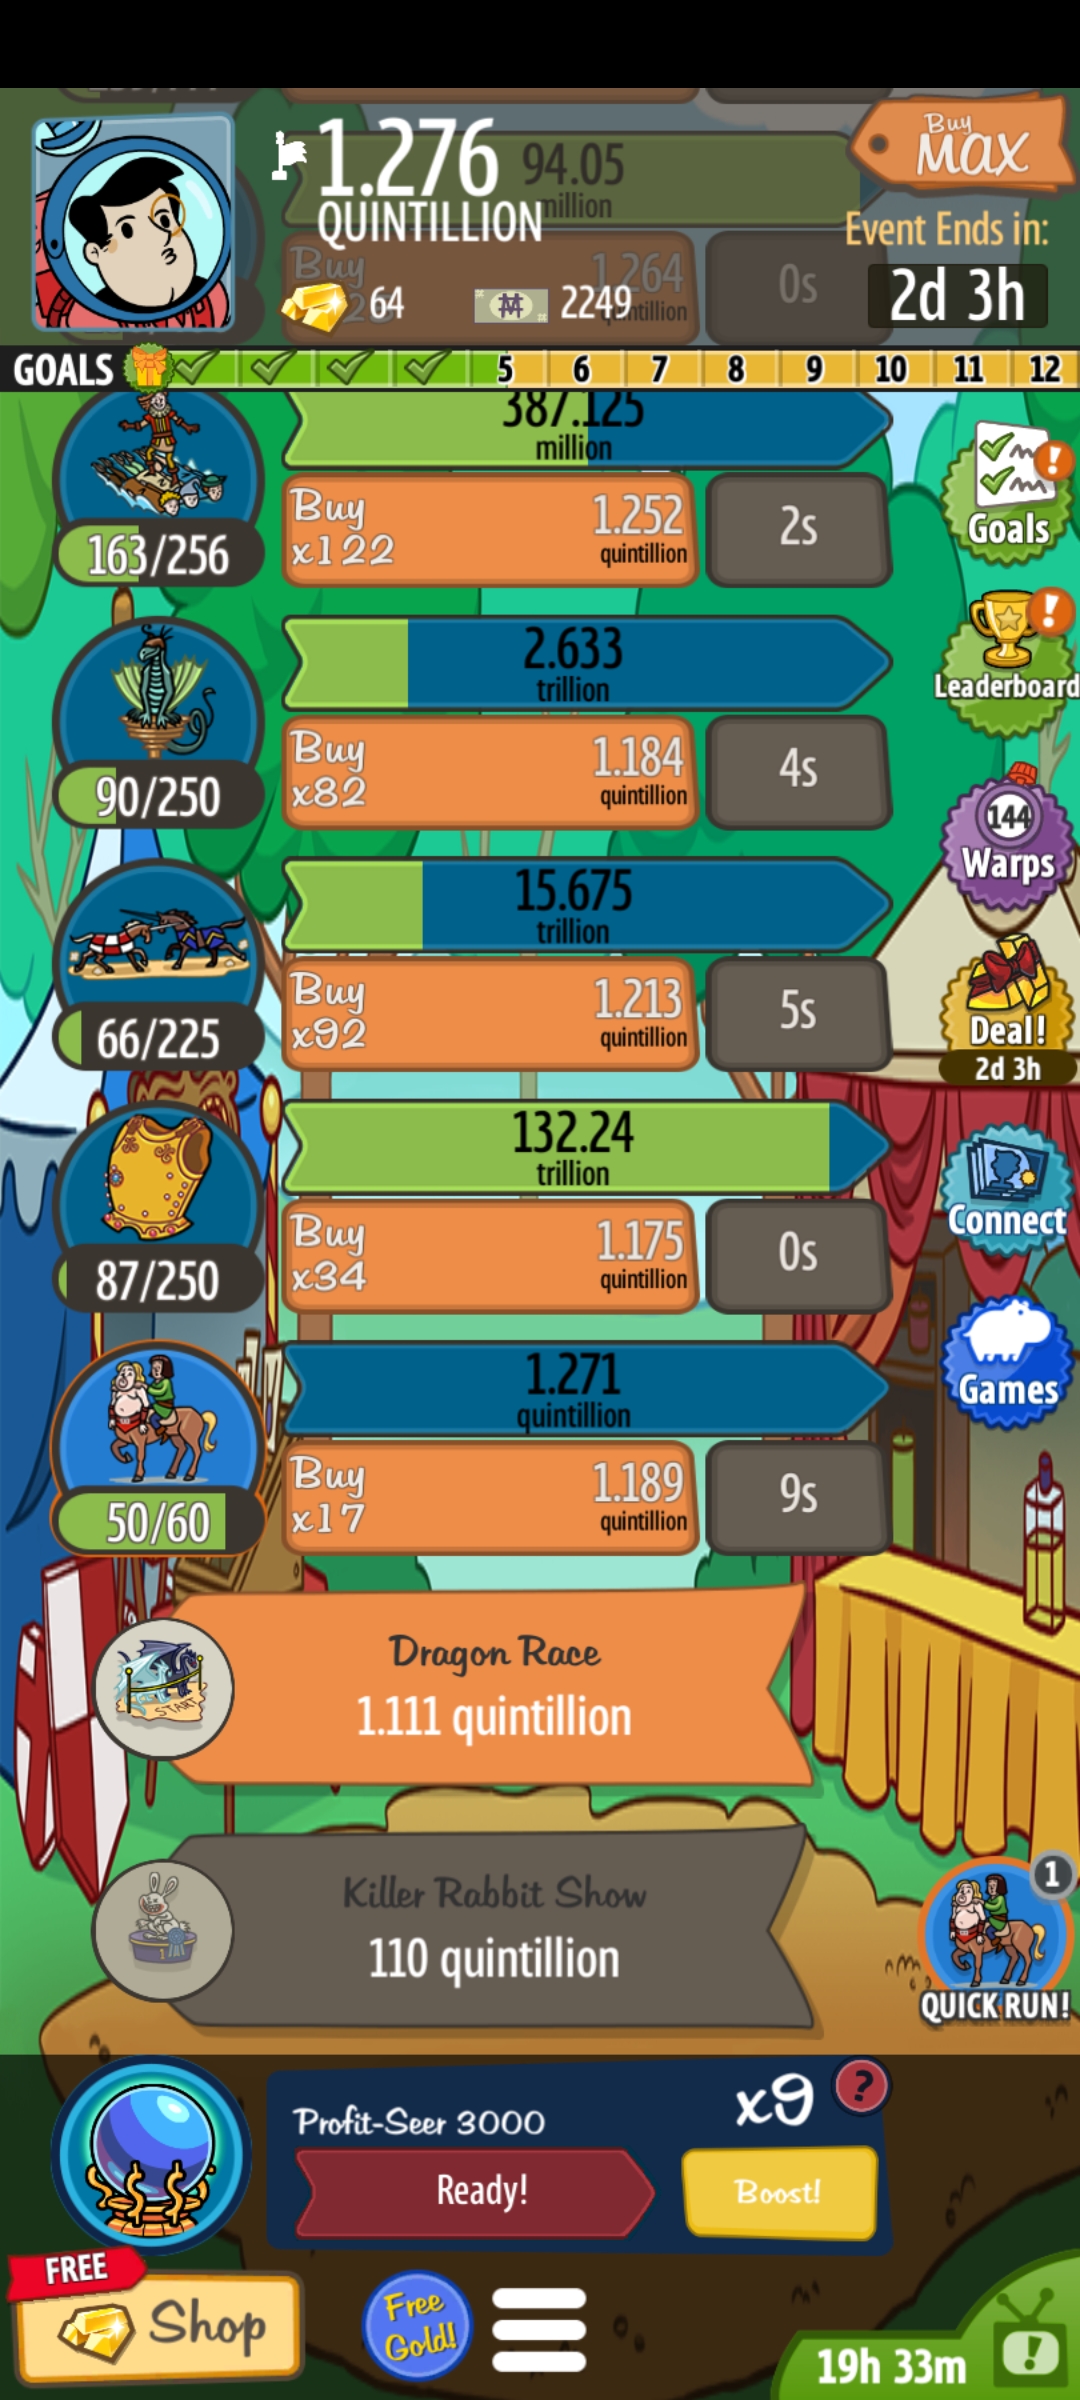 1.276
QUINTILLION
94.05
million
Buy
MAX
Event Ends in:
2d 3h
Buy
1.264
quintillion
0s
64
2249
GOALS
5 6 7 8 9 10 11 12
387.125
million
163/256
Buy
x122
1.252
quintillion
2s
Goals
2.633
trillion
90/250
Buy
x82
1.184
quintillion
4s
Leaderboard
144
Warps
15.675
trillion
66/225
Buy
x92
1.213
quintillion
5s
Deal!
2d 3h
132.24
trillion
87/250
Buy
x34
1.175
quintillion
0s
Connect
1.271
quintillion
50/60
Buy
x17
1.189
quintillion
9s
Games
Dragon Race
1.111 quintillion
START
Killer Rabbit Show
110 quintillion
1
1
QUICK RUN!
Profit-Seer 3000
x9
?
Ready!
Boost!
FREE
Shop
Free
Gold!
19h 33m